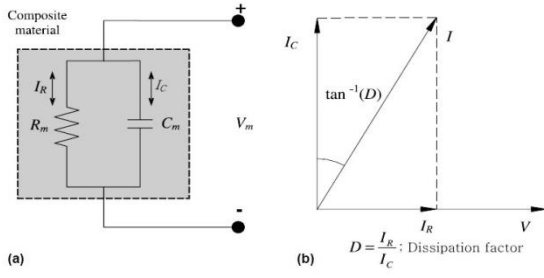 Composite
material
+
I_R
I_C
R_m
C_m
V_m
-
(a)
I_C
I
tan⁻¹(D)
I_R
V
(b)
D = I_R / I_C ; Dissipation factor